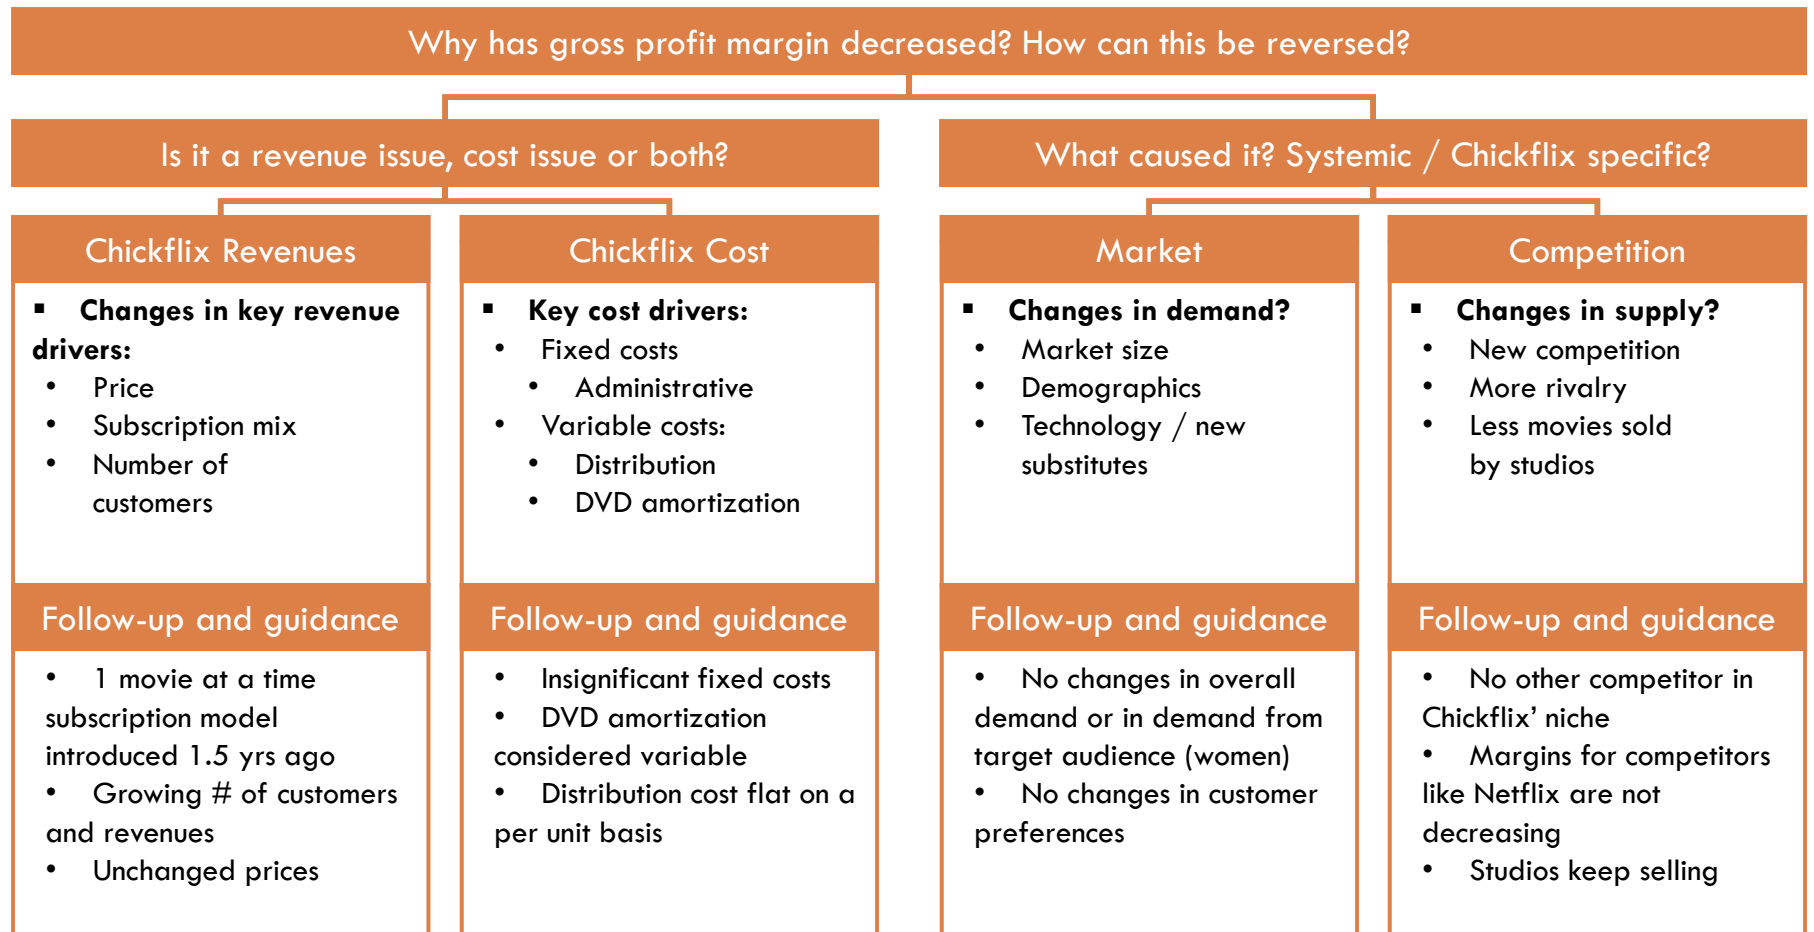 Why has gross profit margin decreased? How can this be reversed?
Is it a revenue issue, cost issue or both?
What caused it? Systemic / Chickflix specific?
Chickflix Revenues
▪ Changes in key revenue
drivers:
• Price
• Subscription mix
• Number of
customers
Follow-up and guidance
• 1 movie at a time
subscription model
introduced 1.5 yrs ago
• Growing # of customers
and revenues
• Unchanged prices
Chickflix Cost
▪ Key cost drivers:
• Fixed costs
• Administrative
• Variable costs:
• Distribution
• DVD amortization
Follow-up and guidance
• Insignificant fixed costs
• DVD amortization
considered variable
• Distribution cost flat on a
per unit basis
Market
▪ Changes in demand?
• Market size
• Demographics
• Technology / new
substitutes
Follow-up and guidance
• No changes in overall
demand or in demand from
target audience (women)
• No changes in customer
preferences
Competition
▪ Changes in supply?
• New competition
• More rivalry
• Less movies sold
by studios
Follow-up and guidance
• No other competitor in
Chickflix’ niche
• Margins for competitors
like Netflix are not
decreasing
• Studios keep selling